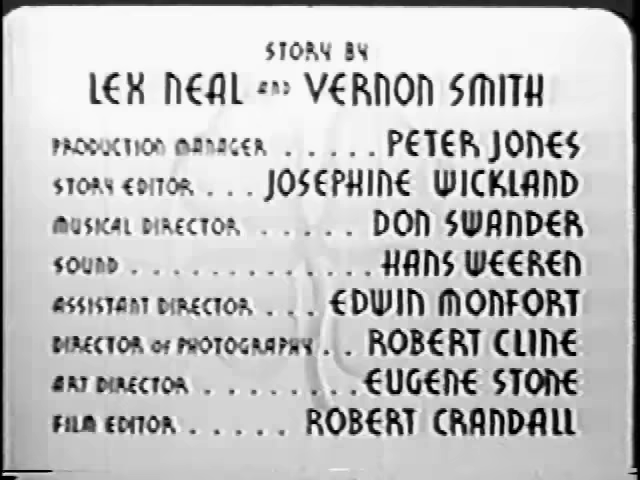 STORY BY
LEX NEAL AND VERNON SMITH
PRODUCTION MANAGER . . . . . PETER JONES
STORY EDITOR . . . JOSEPHINE WICKLAND
MUSICAL DIRECTOR . . . . . DON SWANDER
SOUND . . . . . . . . . . . . . HANS WEEREN
ASSISTANT DIRECTOR . . . EDWIN MONFORT
DIRECTOR of PHOTOGRAPHY . . ROBERT CLINE
ART DIRECTOR . . . . . . . . EUGENE STONE
FILM EDITOR . . . . . ROBERT CRANDALL